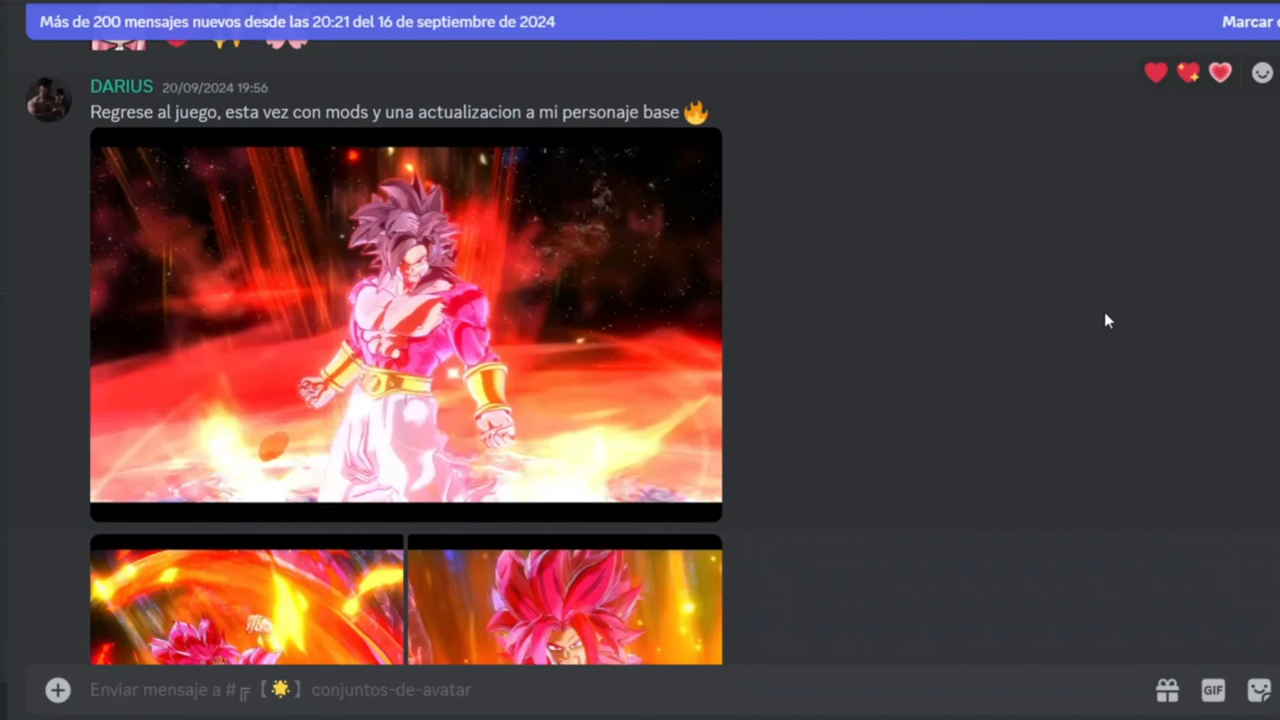 Más de 200 mensajes nuevos desde las 20:21 del 16 de septiembre de 2024
Marcar
DARIUS 20/09/2024 19:56
Regrese al juego, esta vez con mods y una actualizacion a mi personaje base 🔥
Enviar mensaje a #╔【🌟】conjuntos-de-avatar
GIF